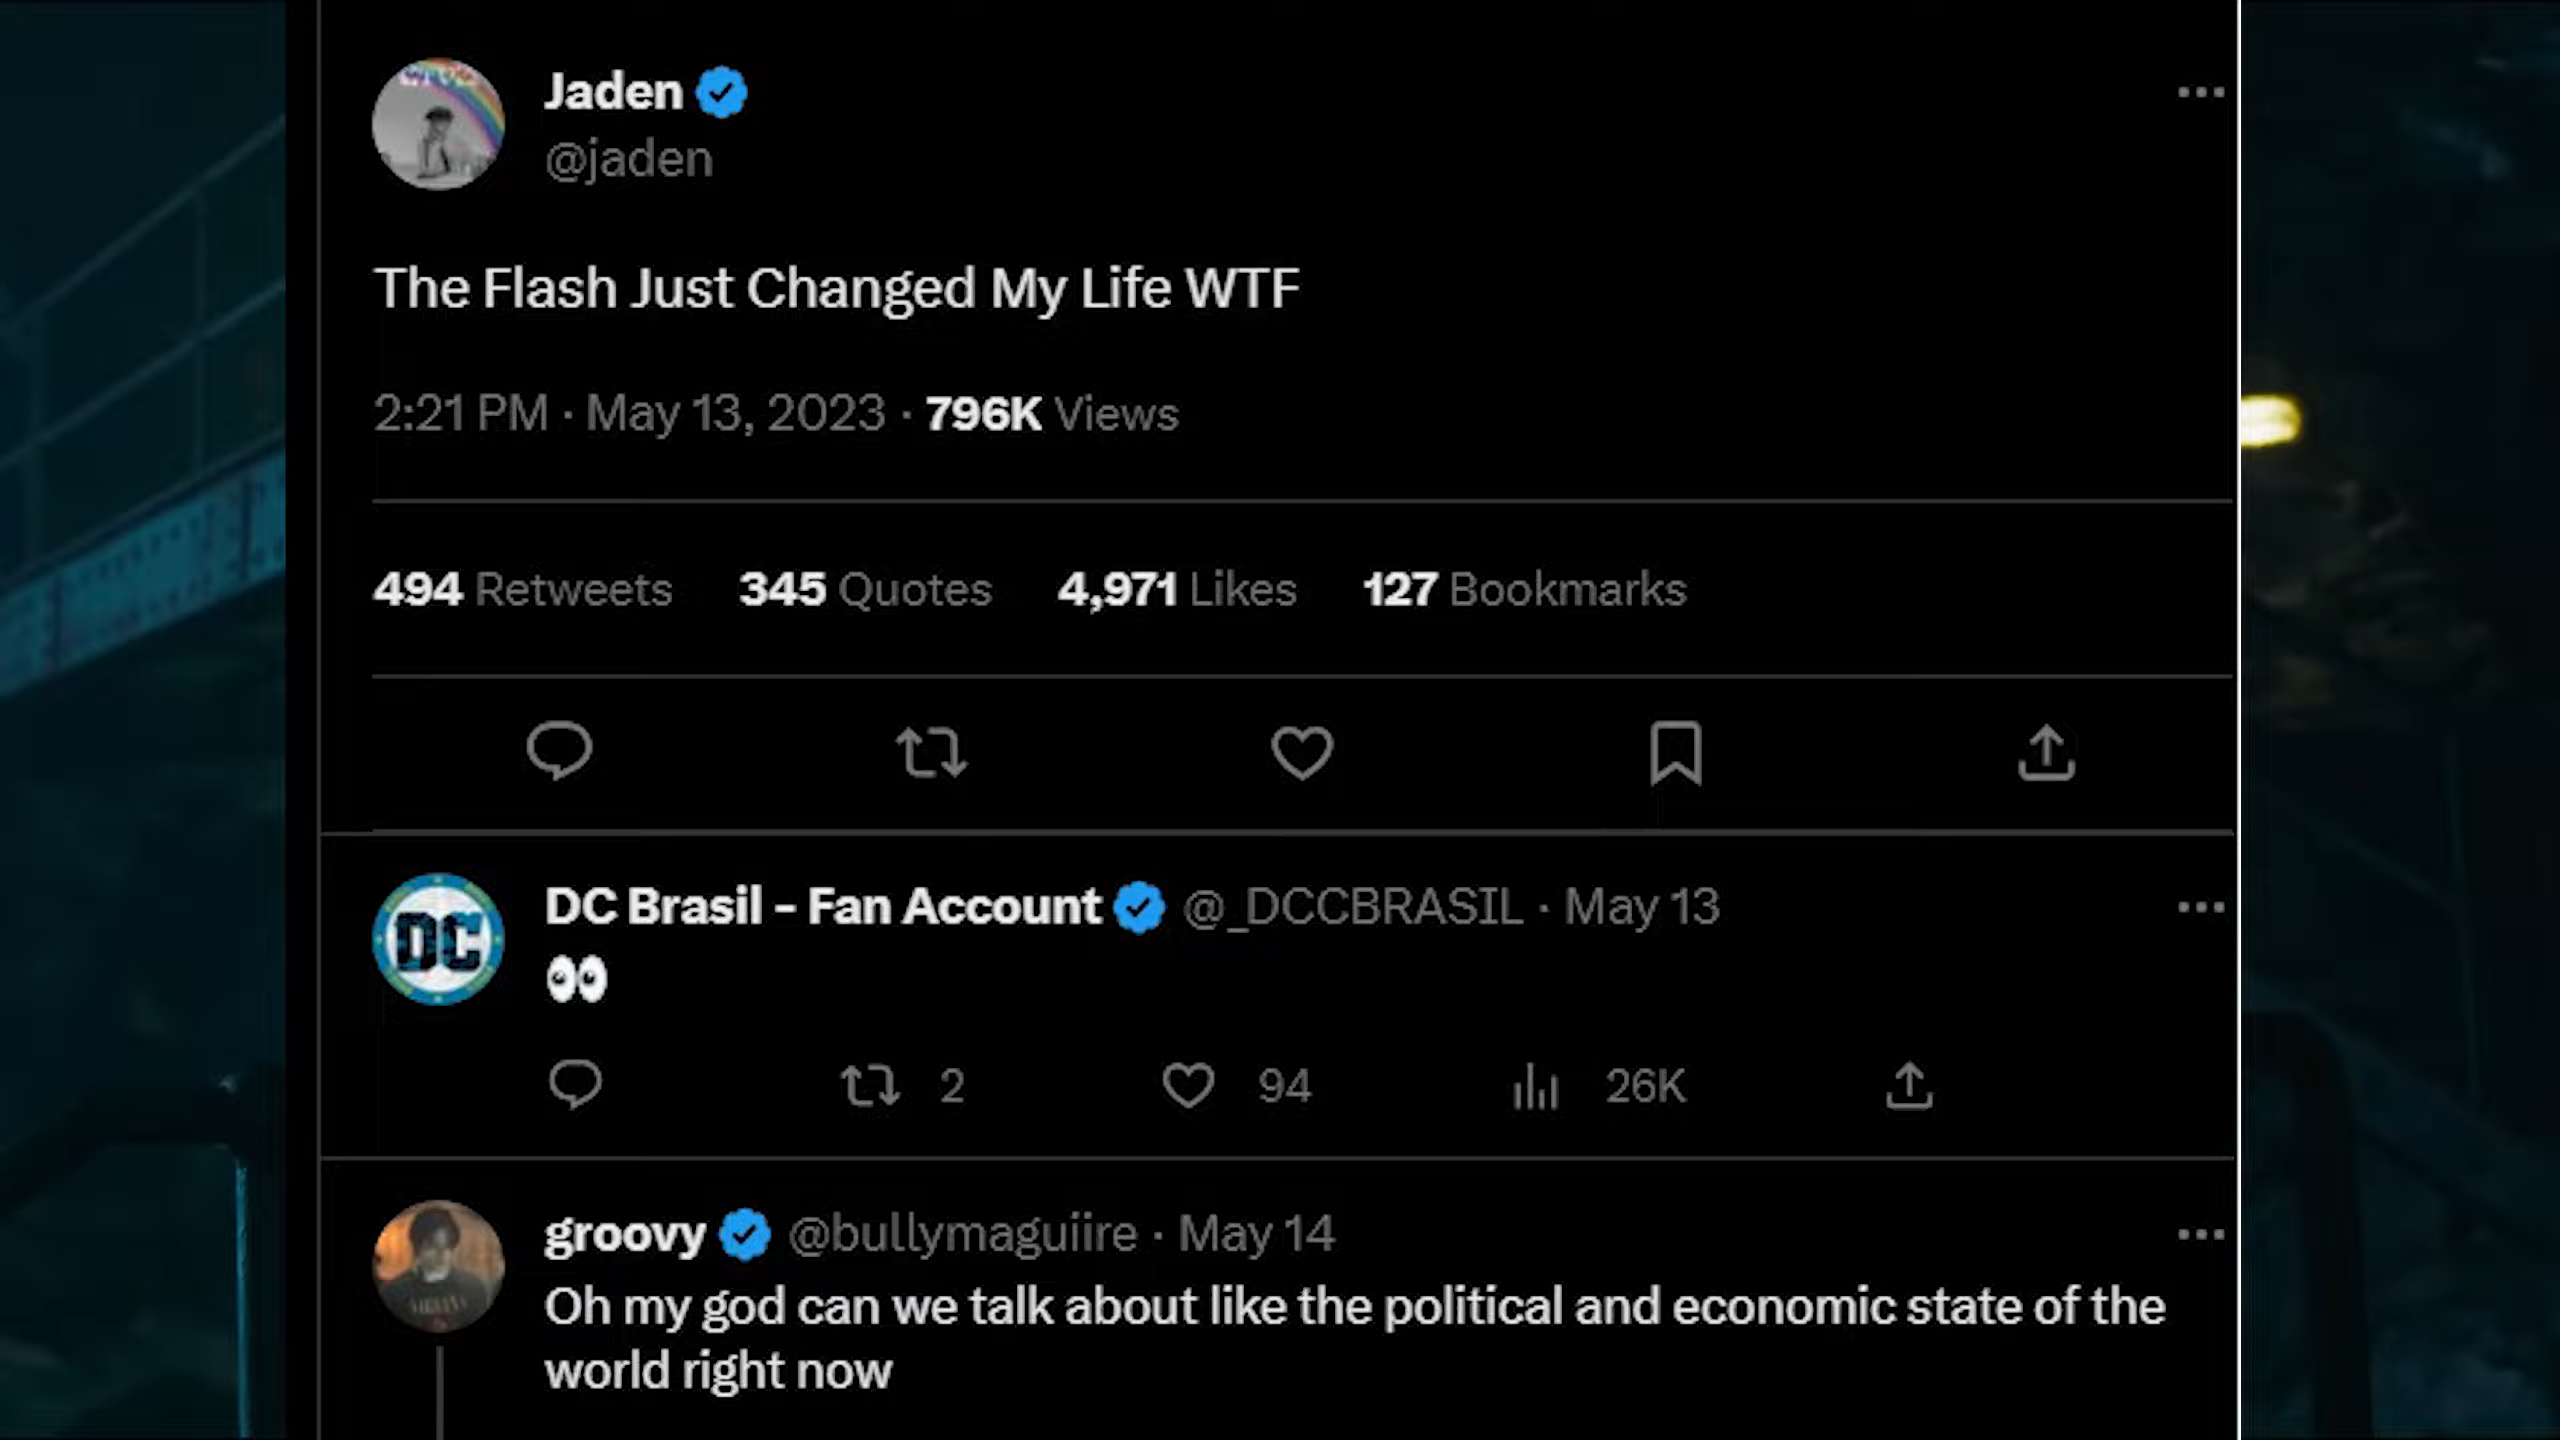 Jaden
@jaden
The Flash Just Changed My Life WTF
2:21 PM · May 13, 2023 · 796K Views
494 Retweets 345 Quotes 4,971 Likes 127 Bookmarks
DC
DC Brasil - Fan Account @_DCCBRASIL · May 13
👀
2 94 26K
groovy @bullymaguiire · May 14
Oh my god can we talk about like the political and economic state of the
world right now